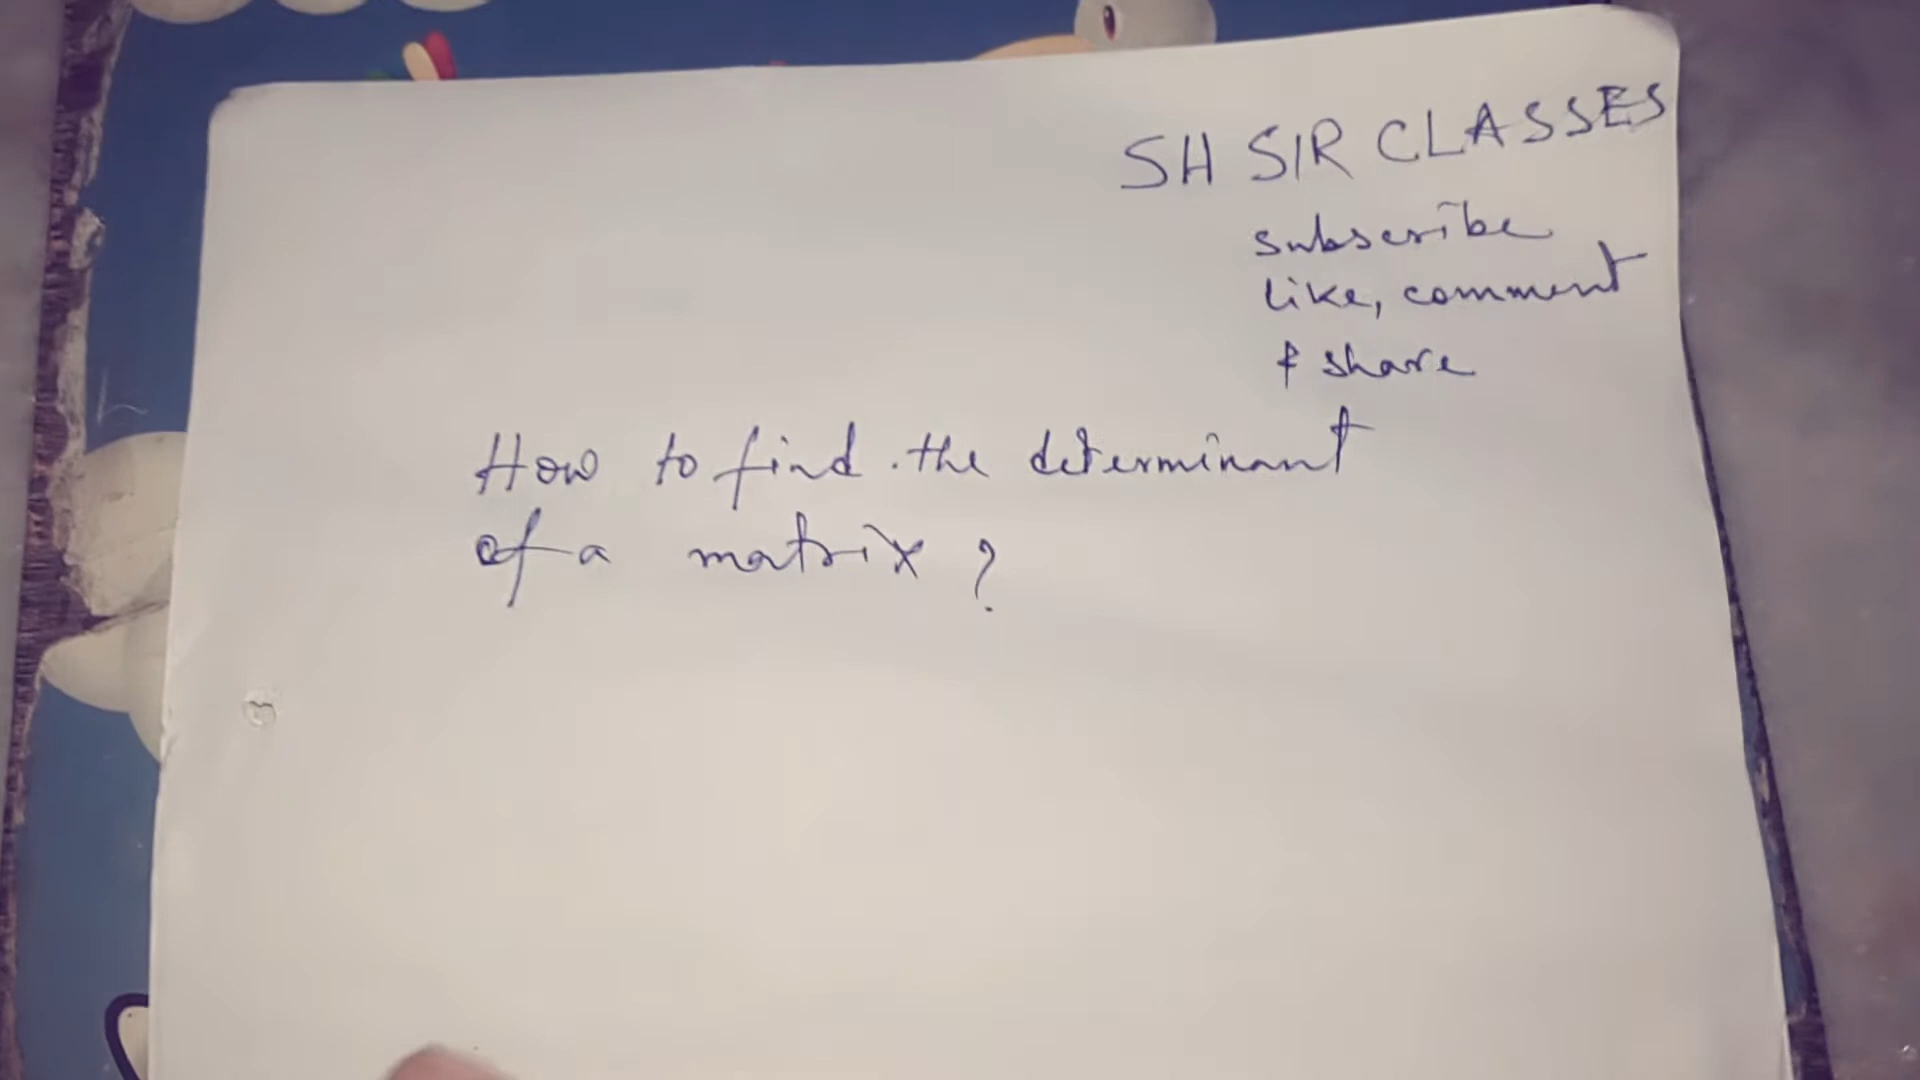 SH SIR CLASSES
subscribe
like, comment
& share
How to find the determinant
of a matrix ?